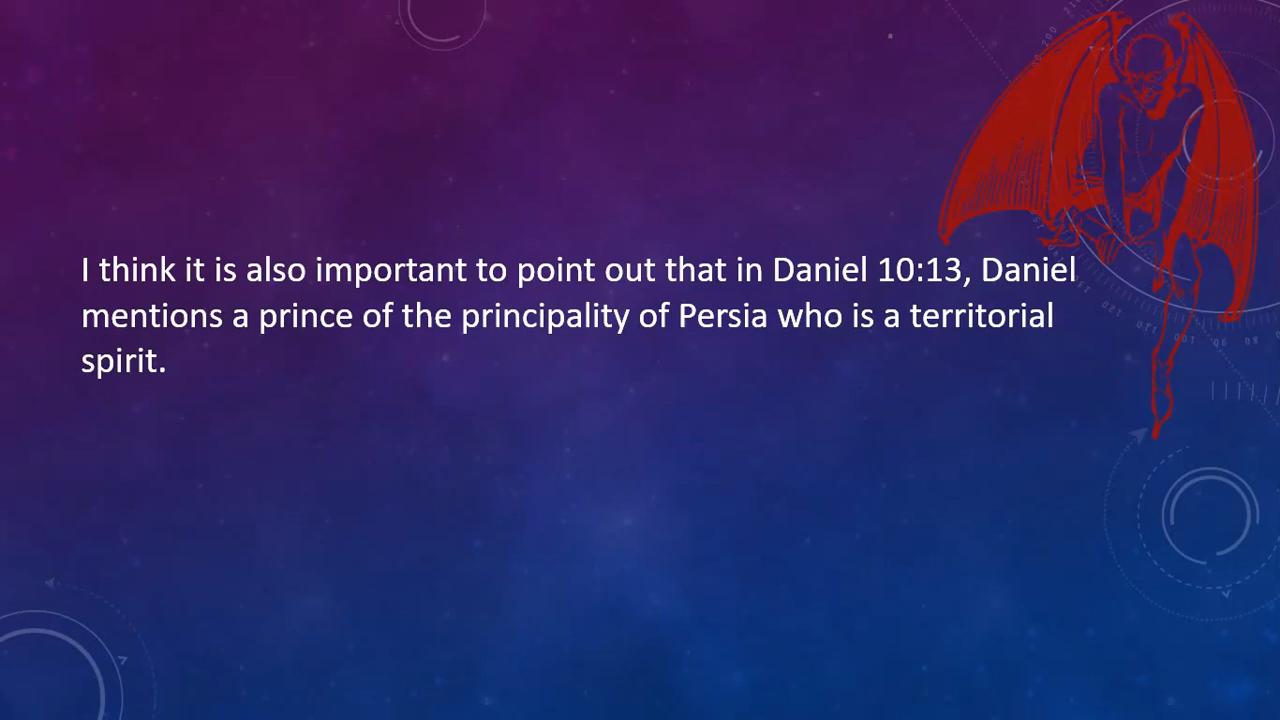 I think it is also important to point out that in Daniel 10:13, Daniel
mentions a prince of the principality of Persia who is a territorial
spirit.